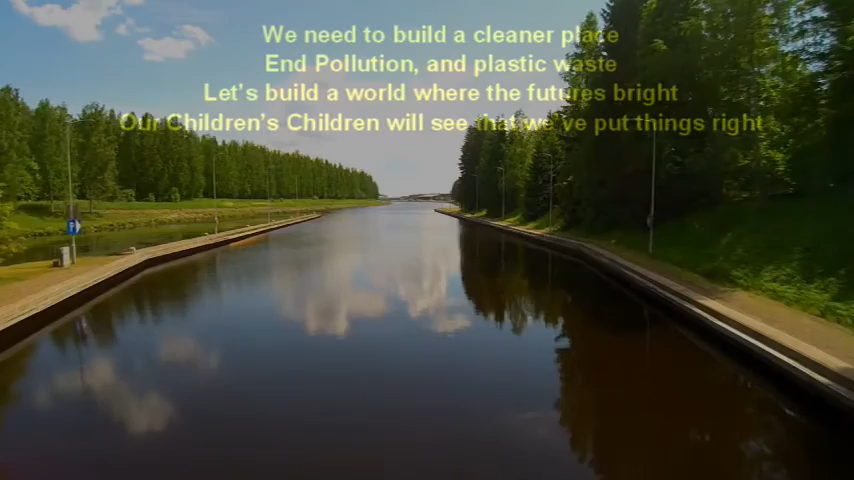 We need to build a cleaner place
End Pollution, and plastic waste
Let's build a world where the futures bright
Our Children's Children will see that we've put things right